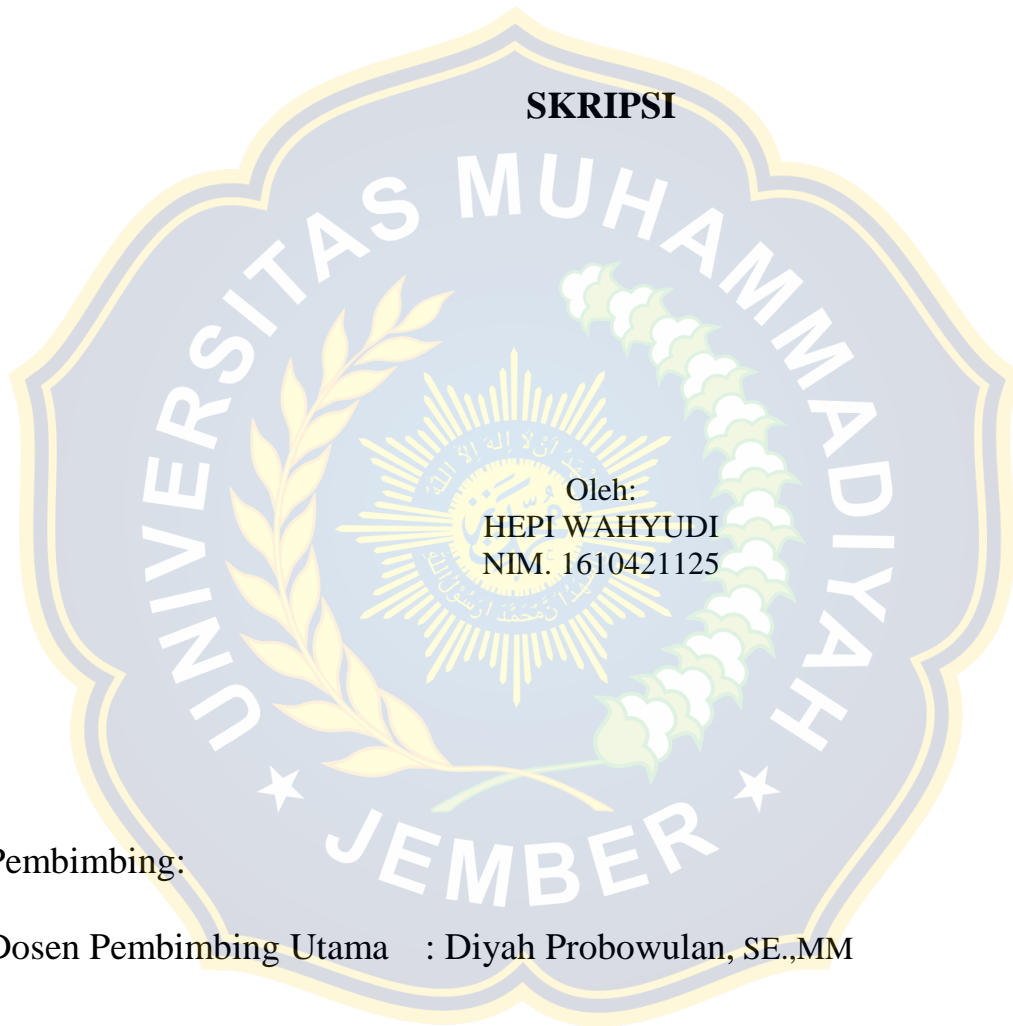 SKRIPSI
UNIVERSITAS MUHAMMADIYAH
Oleh:
HEPI WAHYUDI
NIM. 1610421125
JEMBER
Pembimbing:
Dosen Pembimbing Utama : Diyah Probowulan, SE.,MM